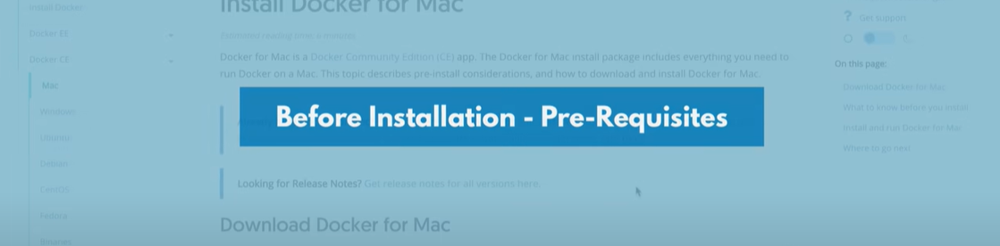 Install Docker for Mac
Install Docker
Docker EE
Docker CE
Mac
Windows
Ubuntu
Debian
CentOS
Fedora
Binaries
Estimated reading time: 
Docker for Mac is a Docker Community Edition (CE) app. The Docker for Mac install package includes everything you need to
run Docker on a Mac. This topic describes pre-install considerations, and how to download and install Docker for Mac.
Before Installation - Pre-Requisites
Looking for Release Notes? Get release notes for all versions here.
Download Docker for Mac
Get support
On this page:
Download Docker for Mac
What to know before you install
Install and run Docker for Mac
Where to go next